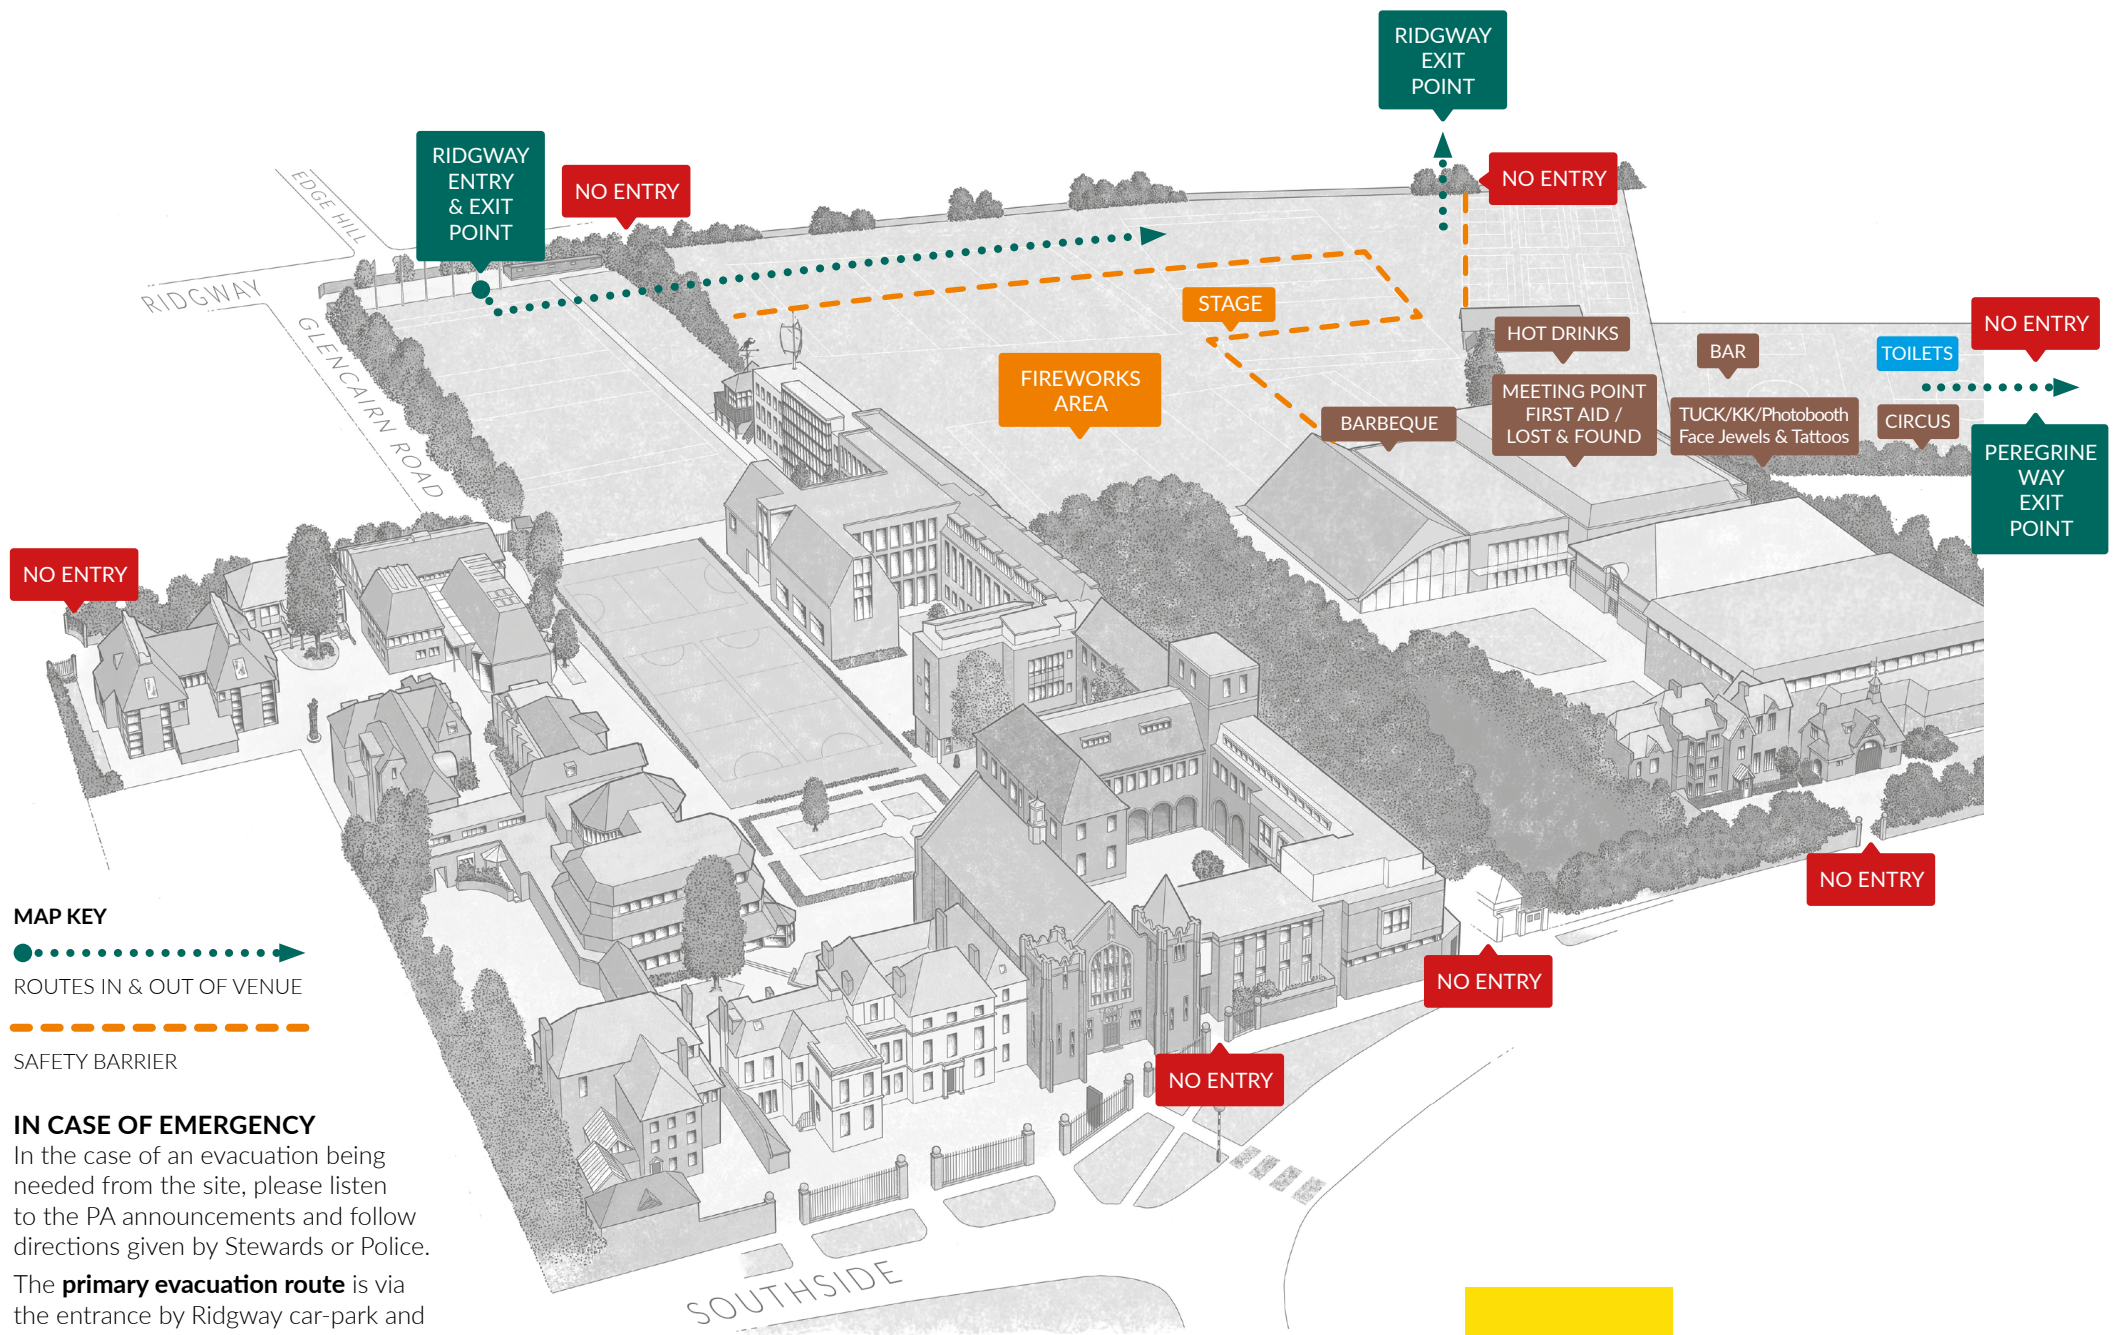 RIDGWAY
EXIT
POINT
RIDGWAY
ENTRY
& EXIT
POINT
NO ENTRY
NO ENTRY
EDGE HILL
RIDGWAY
GLENCAIRN ROAD
STAGE
HOT DRINKS
BAR
TOILETS
NO ENTRY
FIREWORKS
AREA
BARBEQUE
MEETING POINT
FIRST AID /
LOST & FOUND
TUCK/KK/Photobooth
Face Jewels & Tattoos
CIRCUS
PEREGRINE
WAY
EXIT
POINT
NO ENTRY
NO ENTRY
NO ENTRY
NO ENTRY
SOUTHSIDE
MAP KEY
ROUTES IN & OUT OF VENUE
SAFETY BARRIER
IN CASE OF EMERGENCY
In the case of an evacuation being
needed from the site, please listen
to the PA announcements and follow
directions given by Stewards or Police.
The primary evacuation route is via
the entrance by Ridgway car-park and